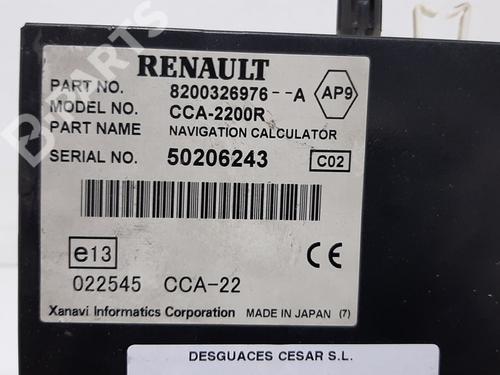 RENAULT
PART NO. 8200326976--A AP9
MODEL NO. CCA-2200R
PART NAME NAVIGATION CALCULATOR
SERIAL NO. 50206243 C02
e13 CE
022545 CCA-22
Xanavi Informatics Corporation MADE IN JAPAN (7)
DESGUACES CESAR S.L.
B-PARTS